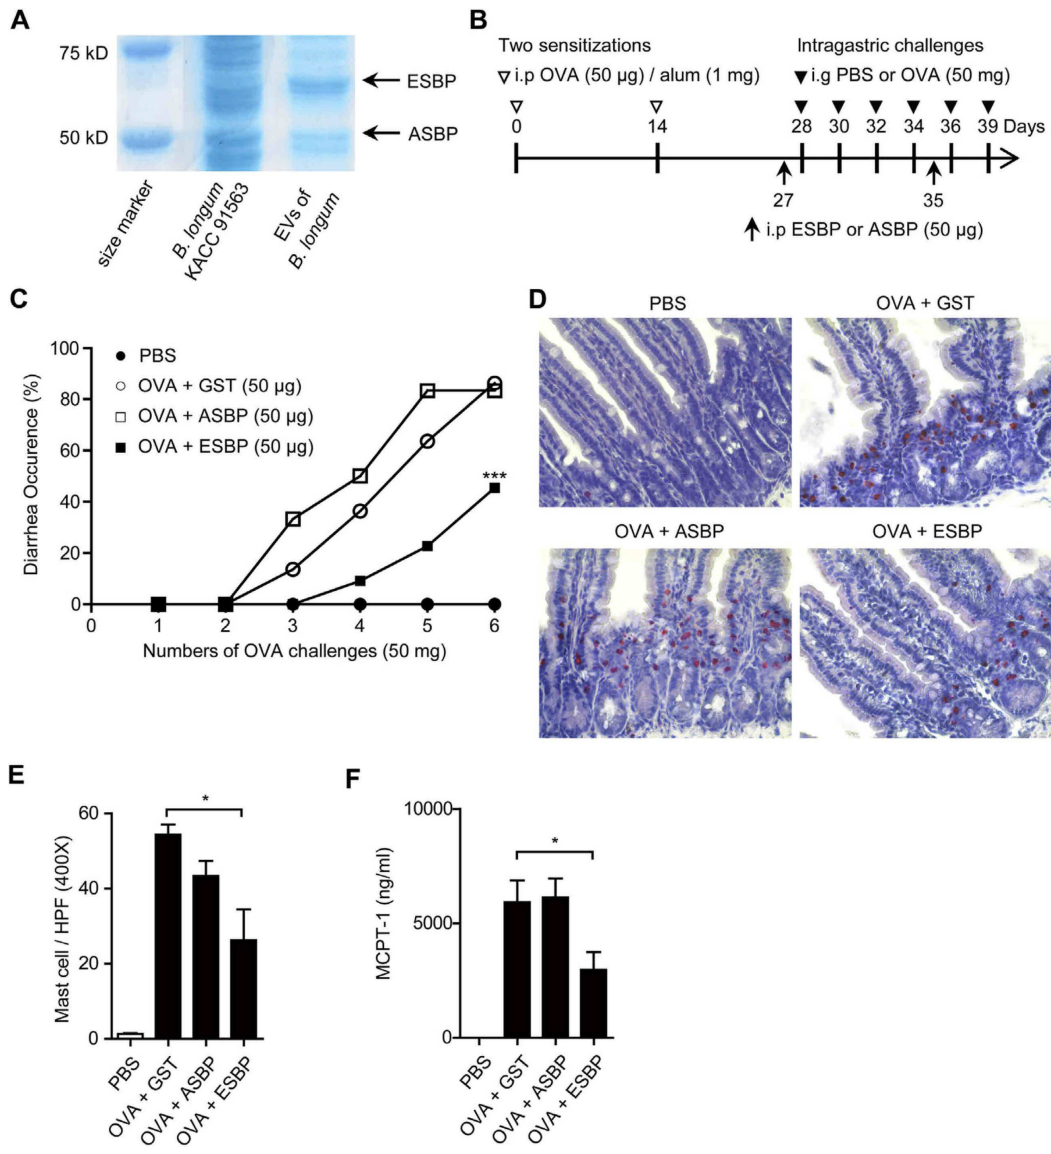 A
75 kD
50 kD
ESBP
ASBP
size marker
B. longum
KACC 91563
EVs of
B. longum
B
Two sensitizations
▽ i.p OVA (50 µg) / alum (1 mg)
Intragastric challenges
▼ i.g PBS or OVA (50 mg)
0 14 28 30 32 34 36 39 Days
27 35
i.p ESBP or ASBP (50 µg)
C
Diarrhea Occurence (%)
100
80
60
40
20
0
PBS
OVA + GST (50 µg)
OVA + ASBP (50 µg)
OVA + ESBP (50 µg)
***
0 1 2 3 4 5 6
Numbers of OVA challenges (50 mg)
D
PBS
OVA + GST
OVA + ASBP
OVA + ESBP
E
Mast cell / HPF (400X)
60
40
20
0
*
PBS
OVA + GST
OVA + ASBP
OVA + ESBP
F
MCPT-1 (ng/ml)
10000
5000
0
*
PBS
OVA + GST
OVA + ASBP
OVA + ESBP